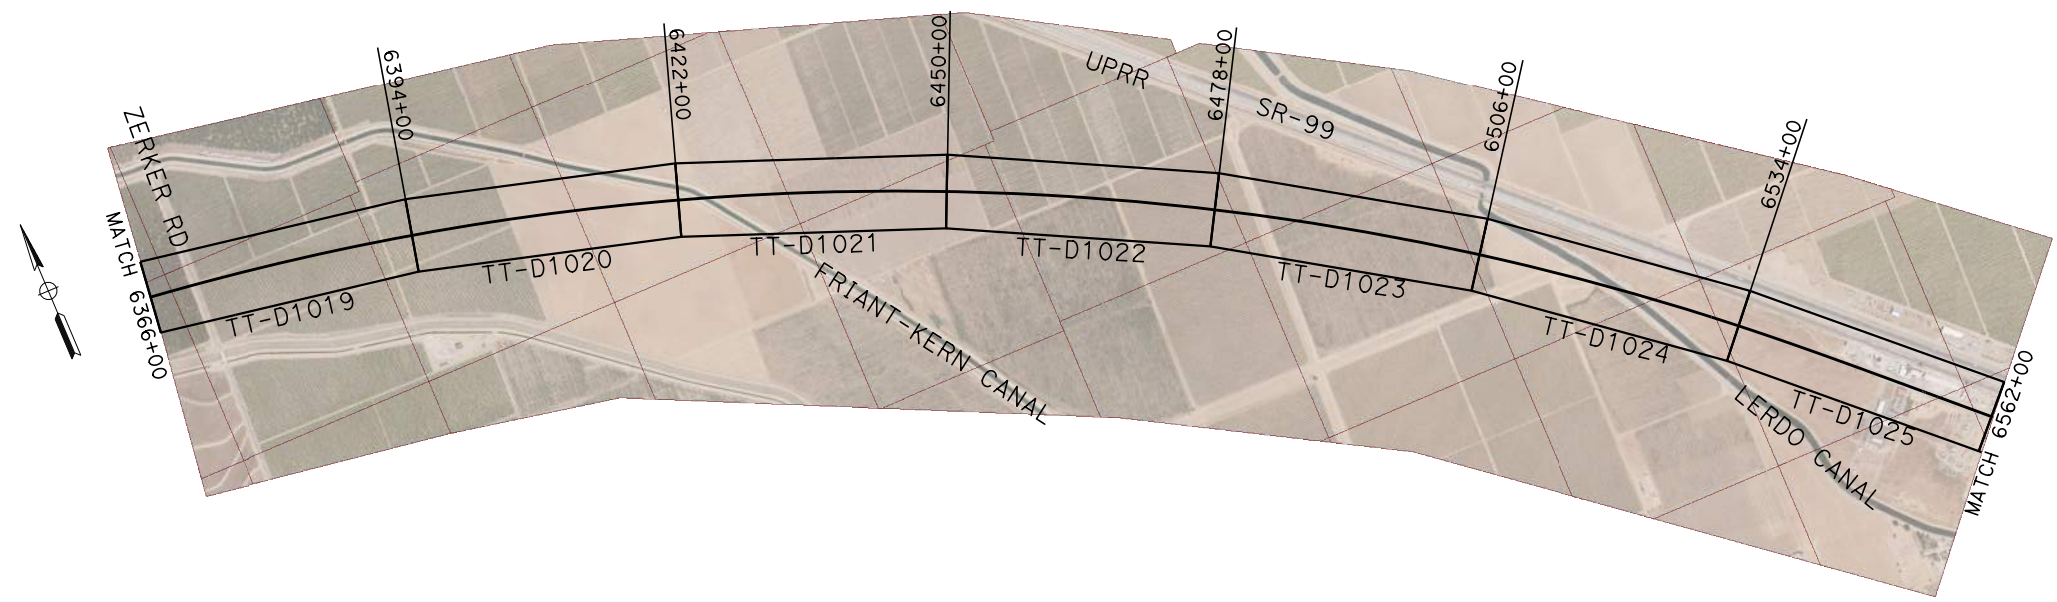 ZERKER RD
MATCH 6366+00
6394+00
6422+00
6450+00
6478+00
6506+00
6534+00
MATCH 6562+00
UPRR
SR-99
TT-D1019
TT-D1020
TT-D1021
TT-D1022
TT-D1023
TT-D1024
TT-D1025
FRIANT-KERN CANAL
LERDO CANAL